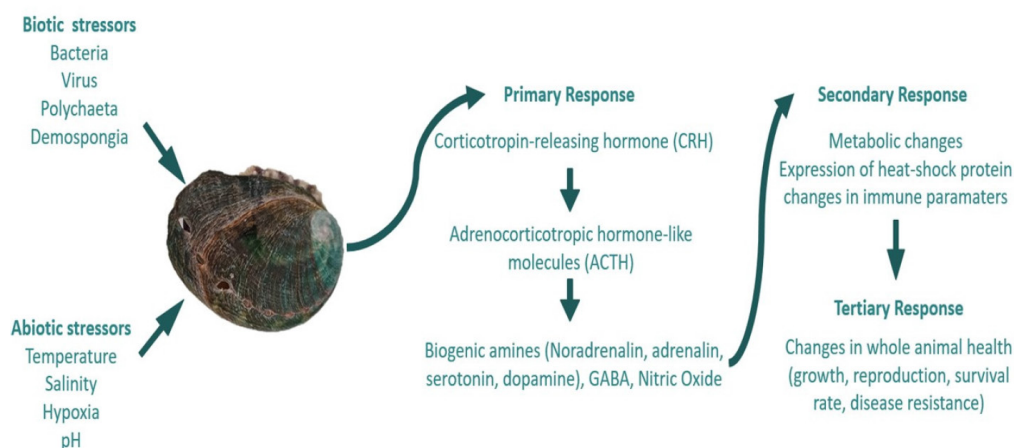 Biotic stressors
Bacteria
Virus
Polychaeta
Demospongia
Abiotic stressors
Temperature
Salinity
Hypoxia
pH
Primary Response
Corticotropin-releasing hormone (CRH)
Adrenocorticotropic hormone-like
molecules (ACTH)
Biogenic amines (Noradrenalin, adrenalin,
serotonin, dopamine), GABA, Nitric Oxide
Secondary Response
Metabolic changes
Expression of heat-shock protein
changes in immune paramaters
Tertiary Response
Changes in whole animal health
(growth, reproduction, survival
rate, disease resistance)